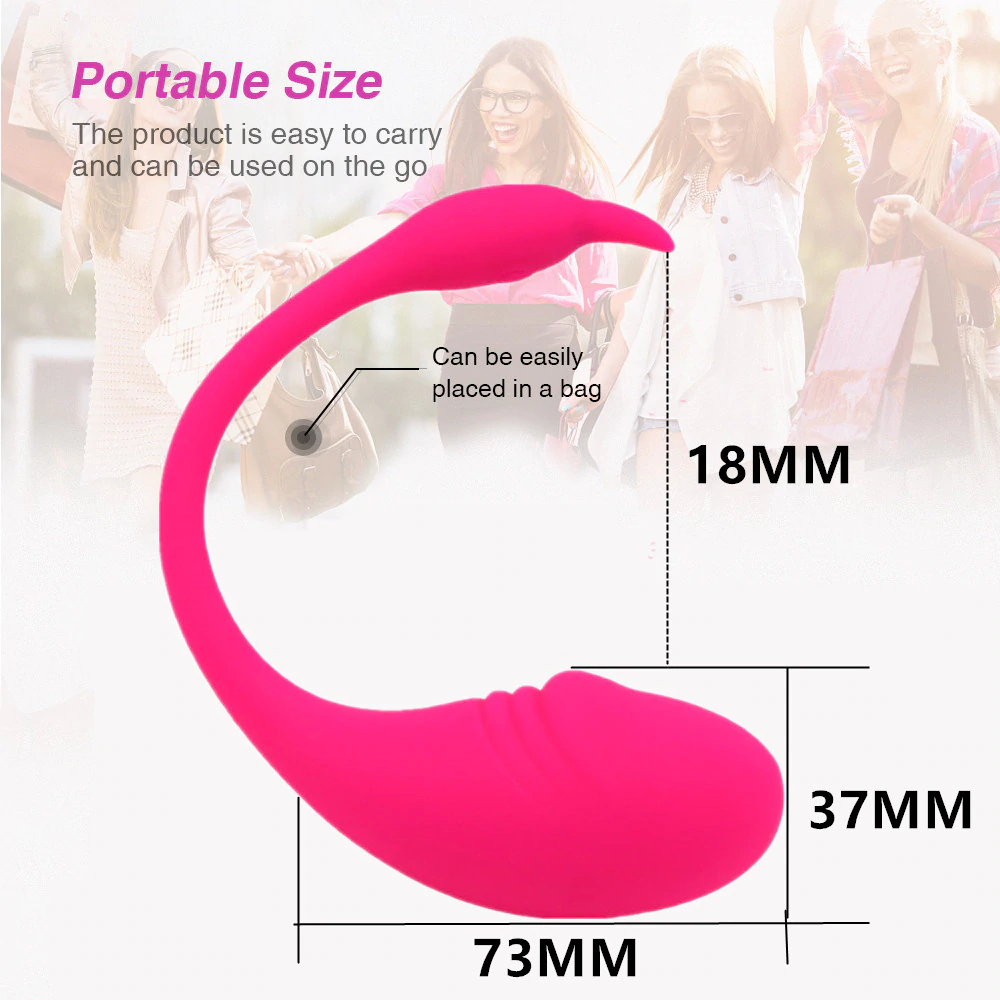 Portable Size
The product is easy to carry
and can be used on the go
Can be easily
placed in a bag
18MM
37MM
73MM